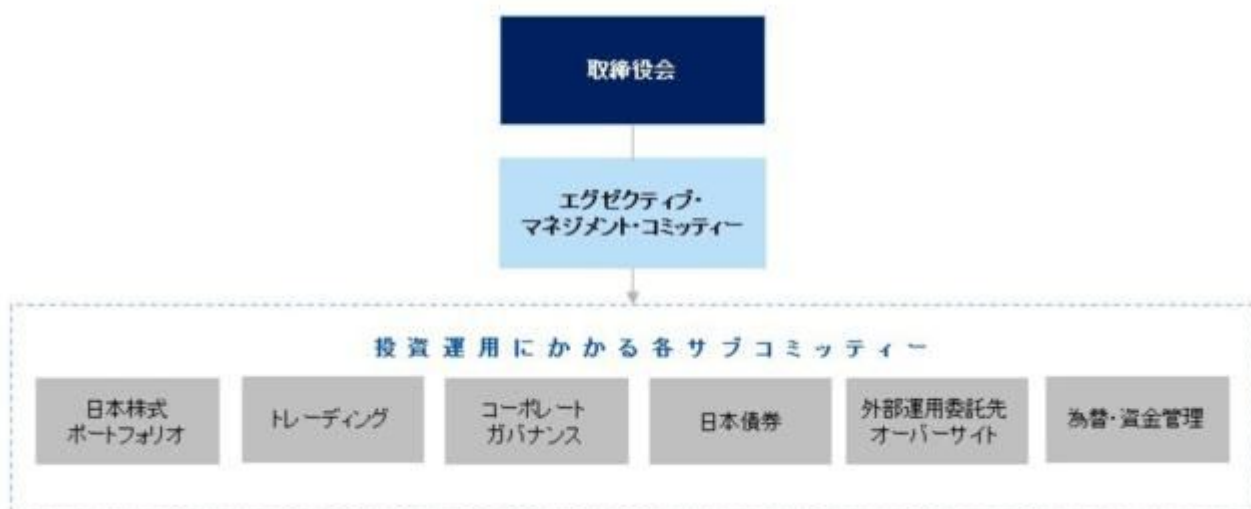 取締役会
エグゼクティブ・
マネジメント・コミッティー
投資運用にかかる各サブコミッティー
日本株式
ポートフォリオ
トレーディング
コーポレート
ガバナンス
日本債券
外部運用委託先
オーバーサイト
為替・資金管理